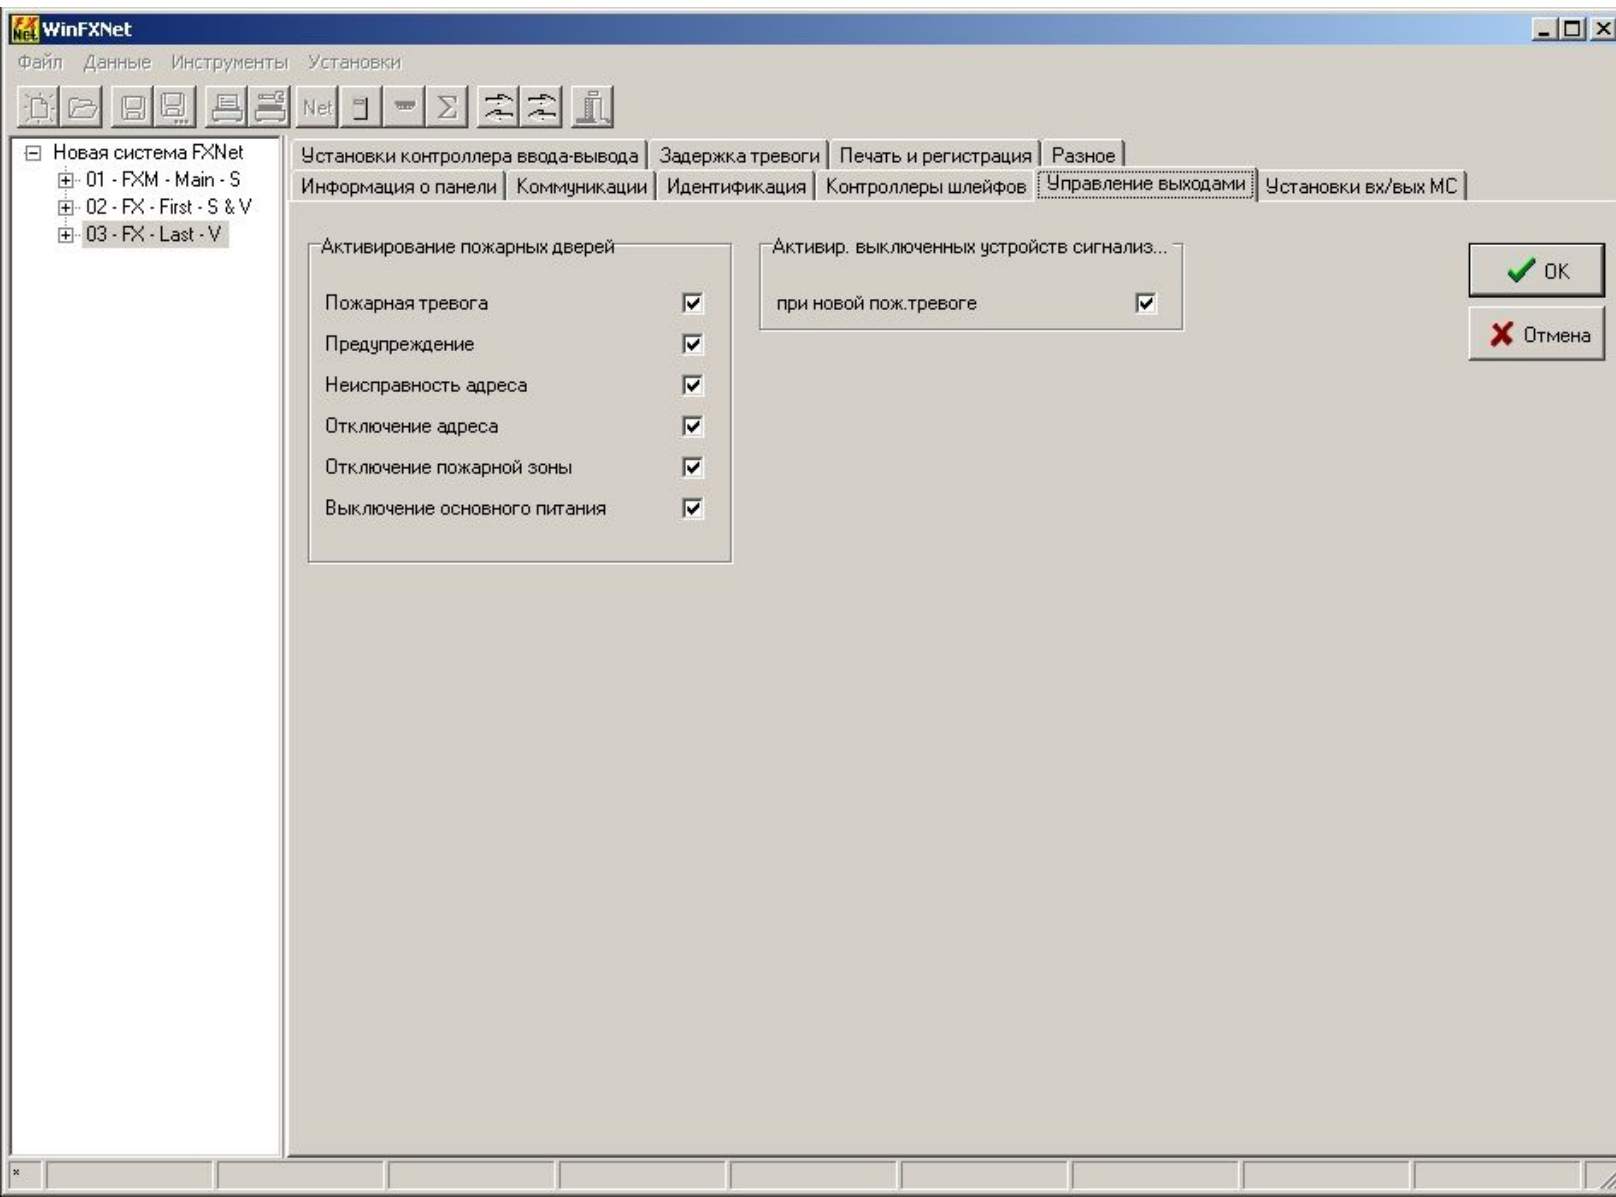 WinFXNet
Файл Данные Инструменты Установки
Net
Новая система FXNet
01 - FXM - Main - S
02 - FX - First - S & V
03 - FX - Last - V
Установки контроллера ввода-вывода Задержка тревоги Печать и регистрация Разное
Информация о панели Коммуникации Идентификация Контроллеры шлейфов Управление выходами Установки вх/вых МС
Активирование пожарных дверей
Пожарная тревога
Предупреждение
Неисправность адреса
Отключение адреса
Отключение пожарной зоны
Выключение основного питания
Активир. выключенных устройств сигнализ...
при новой пож.тревоге
OK
Отмена
*